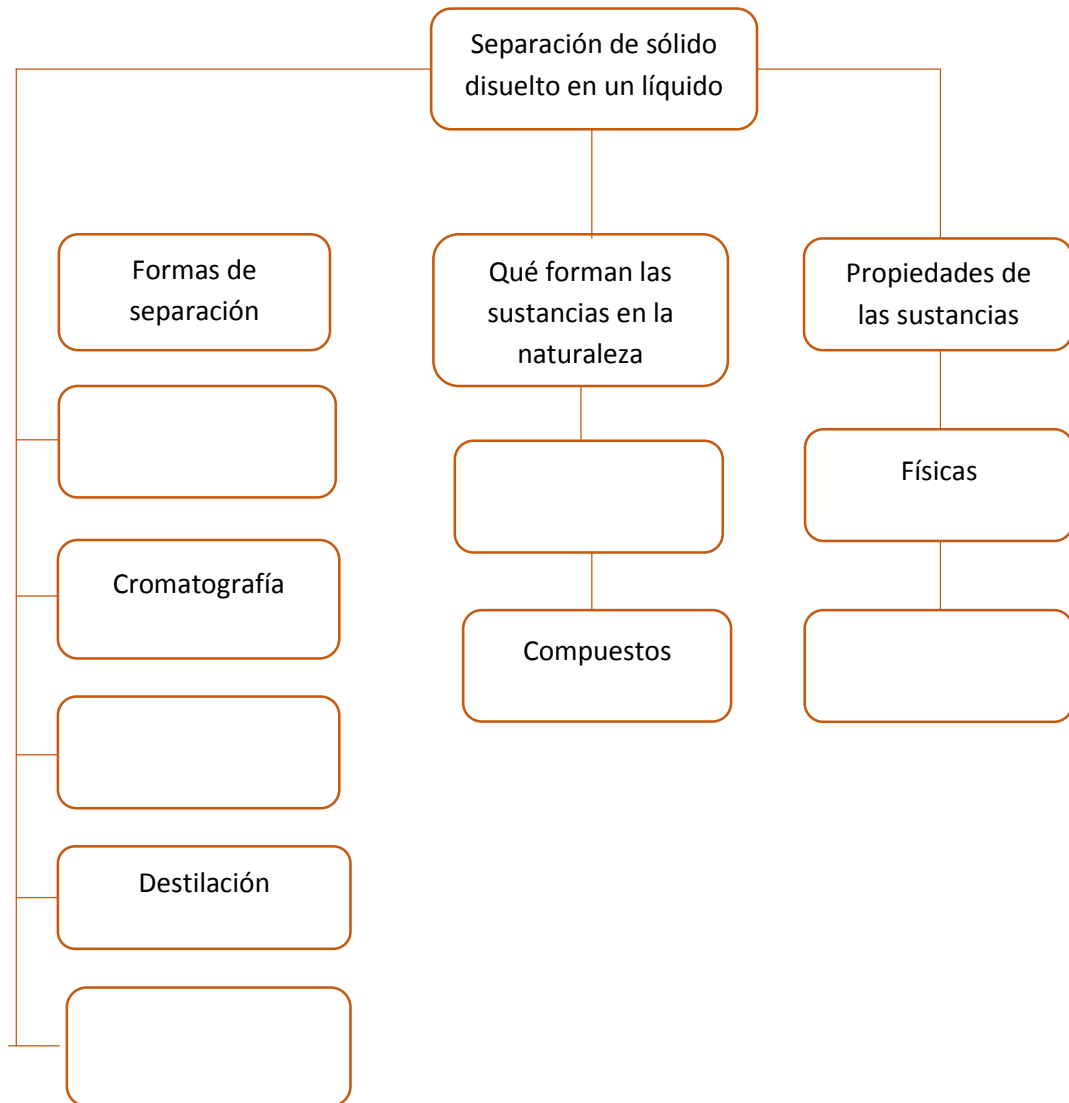 Separación de sólido
disuelto en un líquido
Formas de
separación
Qué forman las
sustancias en la
naturaleza
Propiedades de
las sustancias
Físicas
Cromatografía
Compuestos
Destilación